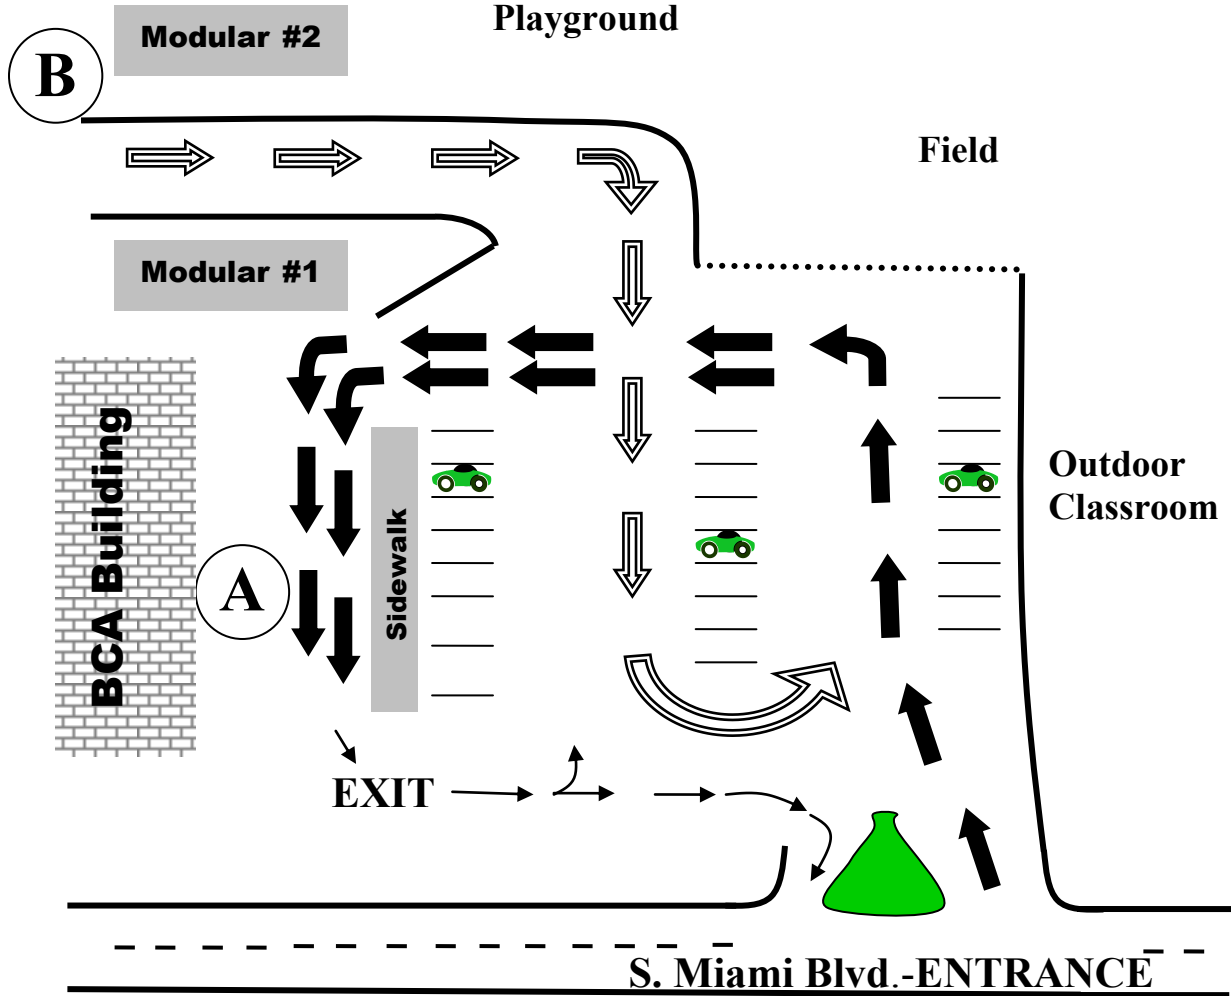 Playground
Modular #2
B
Field
Modular #1
BCA Building
Outdoor
Classroom
A
Sidewalk
EXIT
S. Miami Blvd.-ENTRANCE